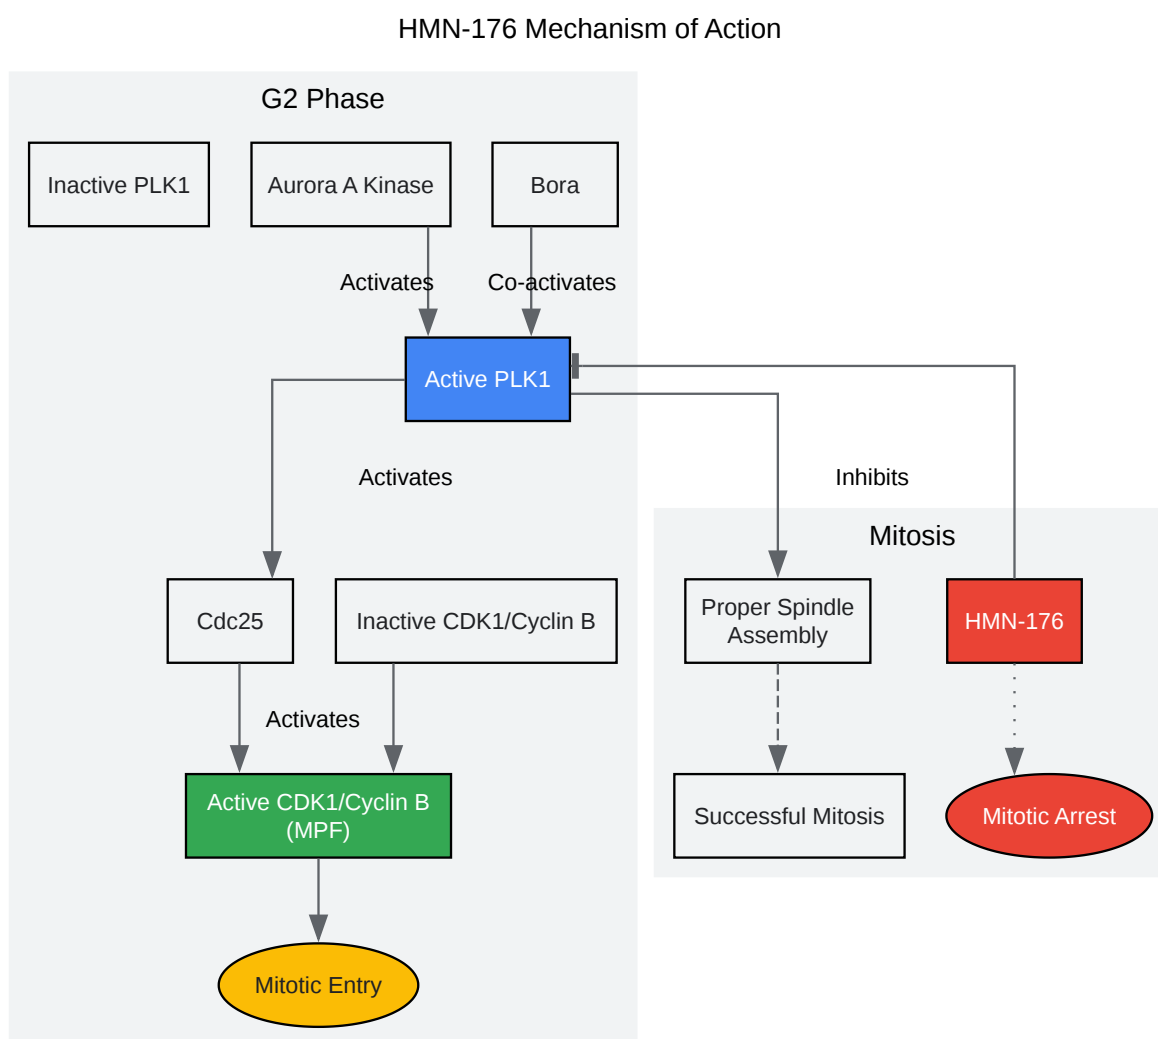 HMN-176 Mechanism of Action
G2 Phase
Inactive PLK1
Aurora A Kinase
Bora
Activates
Co-activates
Active PLK1
Activates
Inhibits
Mitosis
Cdc25
Inactive CDK1/Cyclin B
Proper Spindle
Assembly
HMN-176
Activates
Active CDK1/Cyclin B
(MPF)
Successful Mitosis
Mitotic Arrest
Mitotic Entry